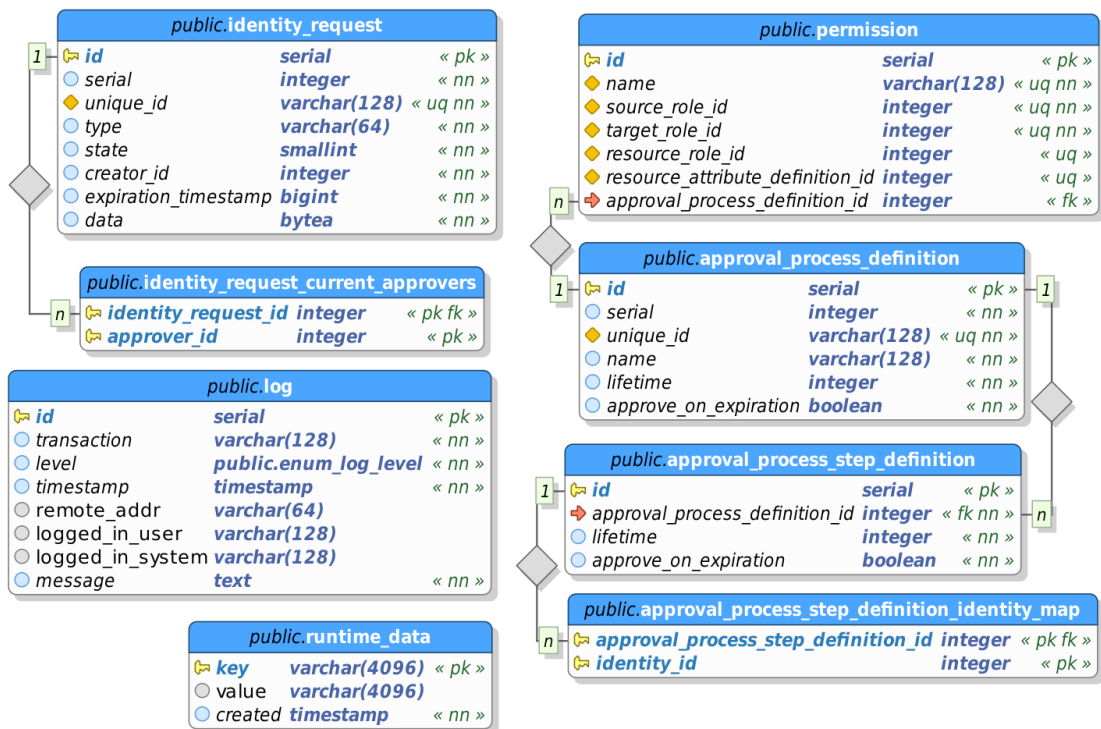 public.identity_request
1
id serial « pk »
serial integer « nn »
unique_id varchar(128) « uq nn »
type varchar(64) « nn »
state smallint « nn »
creator_id integer « nn »
expiration_timestamp bigint « nn »
data bytea « nn »
public.identity_request_current_approvers
n
identity_request_id integer « pk fk »
approver_id integer « pk »
public.log
id serial « pk »
transaction varchar(128) « nn »
level public.enum_log_level « nn »
timestamp timestamp « nn »
remote_addr varchar(64)
logged_in_user varchar(128)
logged_in_system varchar(128)
message text « nn »
public.runtime_data
key varchar(4096) « pk »
value varchar(4096)
created timestamp « nn »
public.permission
id serial « pk »
name varchar(128) « uq nn »
source_role_id integer « uq nn »
target_role_id integer « uq nn »
resource_role_id integer « uq »
resource_attribute_definition_id integer « uq »
n
approval_process_definition_id integer « fk »
public.approval_process_definition
1
id serial « pk »
1
serial integer « nn »
unique_id varchar(128) « uq nn »
name varchar(128) « nn »
lifetime integer « nn »
approve_on_expiration boolean « nn »
public.approval_process_step_definition
1
id serial « pk »
approval_process_definition_id integer « fk nn »
n
lifetime integer « nn »
approve_on_expiration boolean « nn »
public.approval_process_step_definition_identity_map
n
approval_process_step_definition_id integer « pk fk »
identity_id integer « pk »